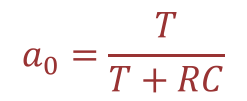 a₀ = T / (T + RC)